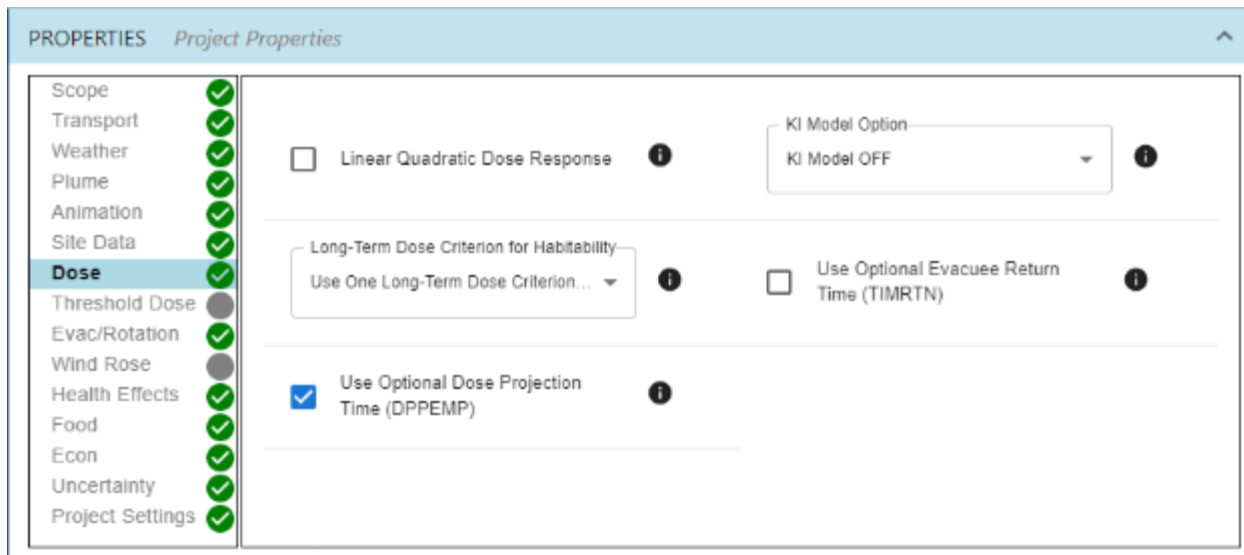 PROPERTIES Project Properties
Scope
Transport
Weather
Plume
Animation
Site Data
Dose
Threshold Dose
Evac/Rotation
Wind Rose
Health Effects
Food
Econ
Uncertainty
Project Settings
Linear Quadratic Dose Response
KI Model Option
KI Model OFF
Long-Term Dose Criterion for Habitability
Use One Long-Term Dose Criterion...
Use Optional Evacuee Return
Time (TIMRTN)
Use Optional Dose Projection
Time (DPPEMP)